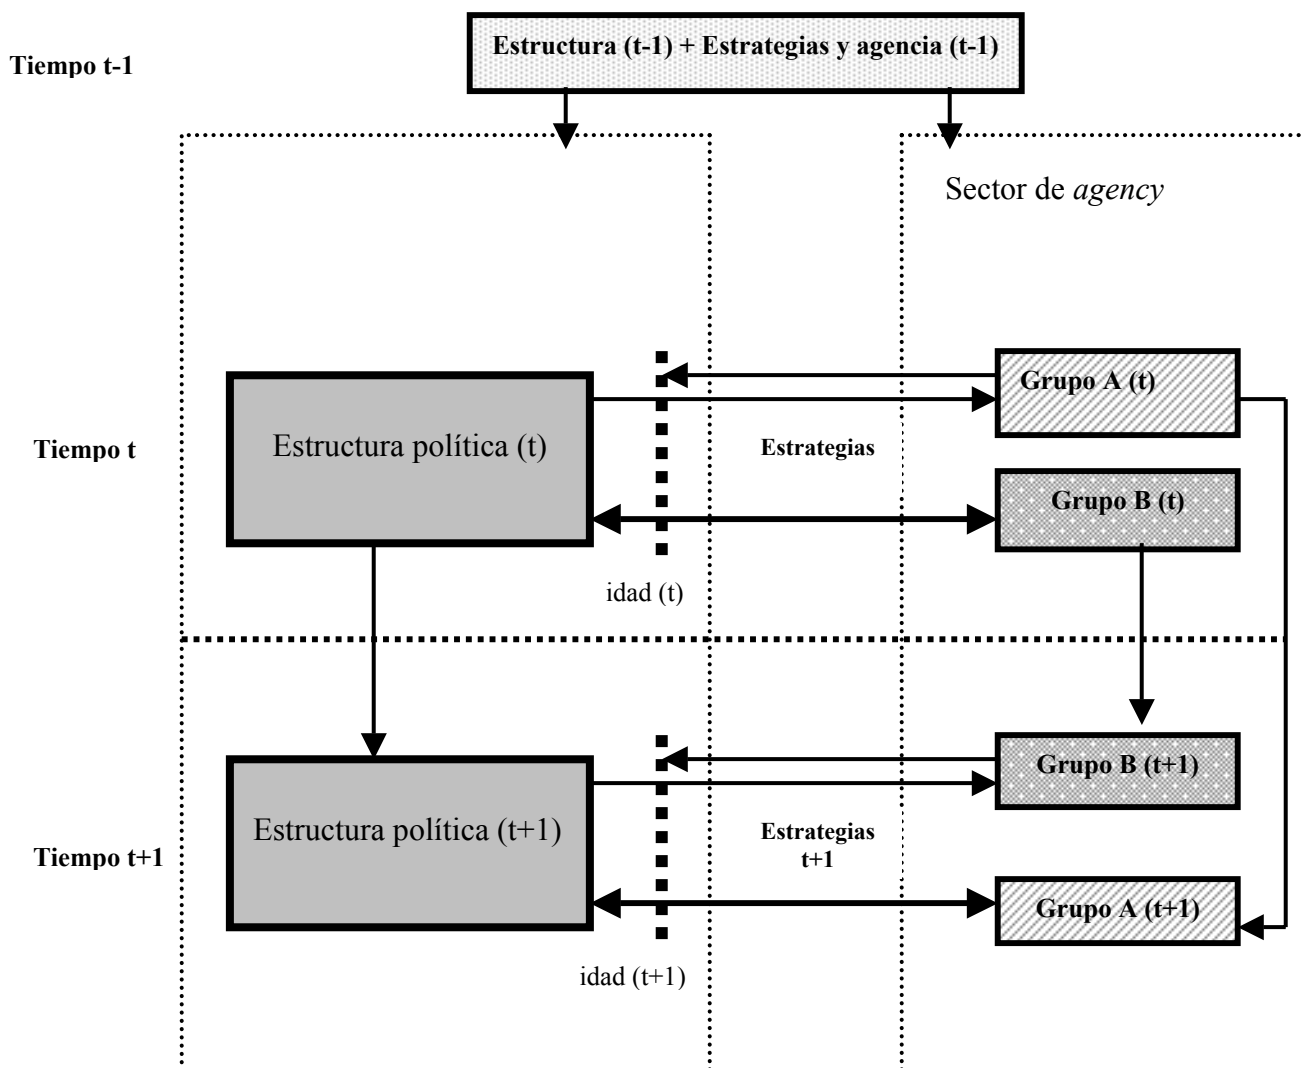 Estructura (t-1) + Estrategias y agencia (t-1)
Tiempo t-1
Sector de agency
Grupo A (t)
Estructura política (t)
Tiempo t
Estrategias
Grupo B (t)
idad (t)
Grupo B (t+1)
Estructura política (t+1)
Estrategias
t+1
Tiempo t+1
Grupo A (t+1)
idad (t+1)